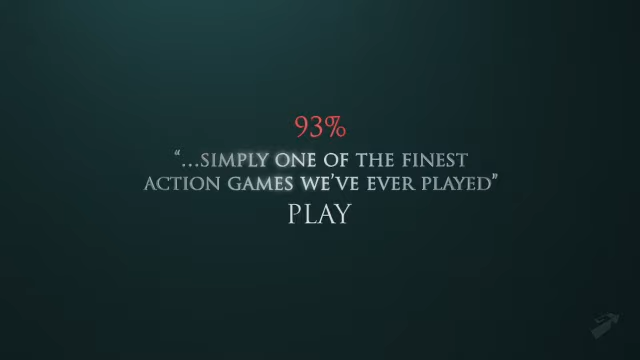 93%
“...SIMPLY ONE OF THE FINEST
ACTION GAMES WE’VE EVER PLAYED”
PLAY